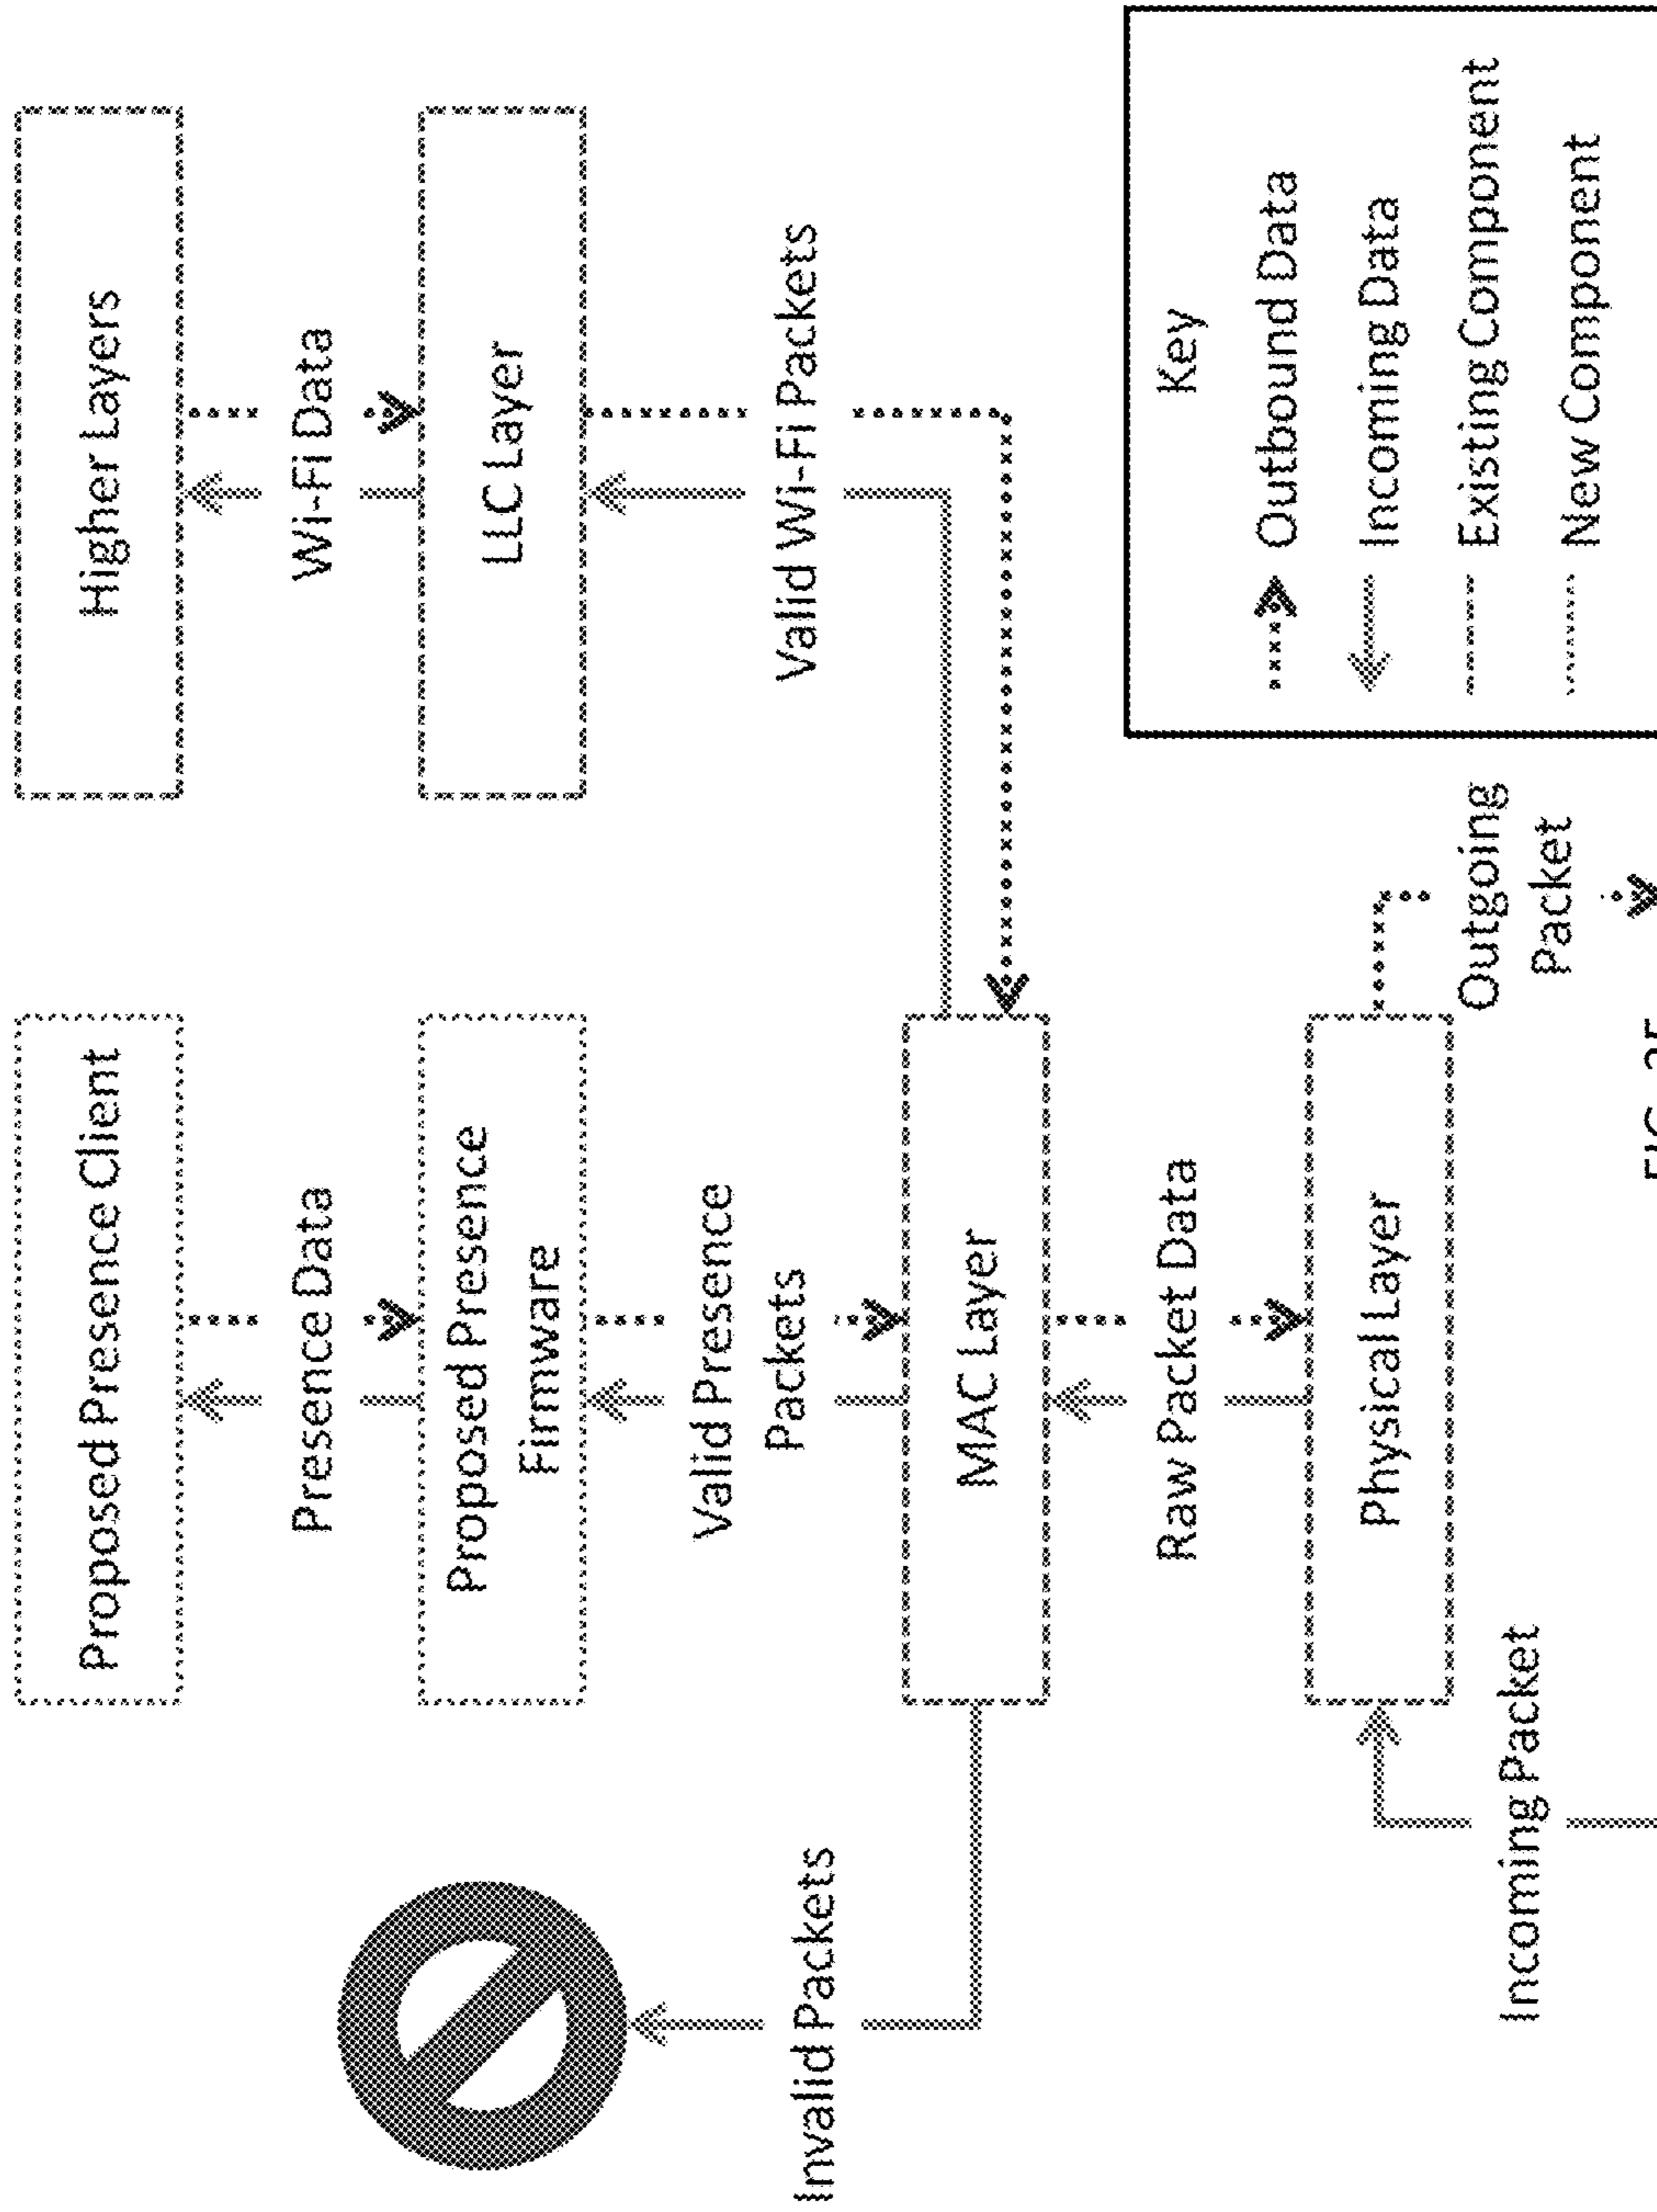 Proposed Presence Client
Higher Layers
Presence Data
Wi-Fi Data
Proposed Presence
Firmware
LLC Layer
Valid Presence
Packets
Invalid Packets
Valid Wi-Fi Packets
MAC Layer
Raw Packet Data
Physical Layer
Incoming Packet
Outgoing
Packet
Key
Outbound Data
Incoming Data
Existing Component
New Component